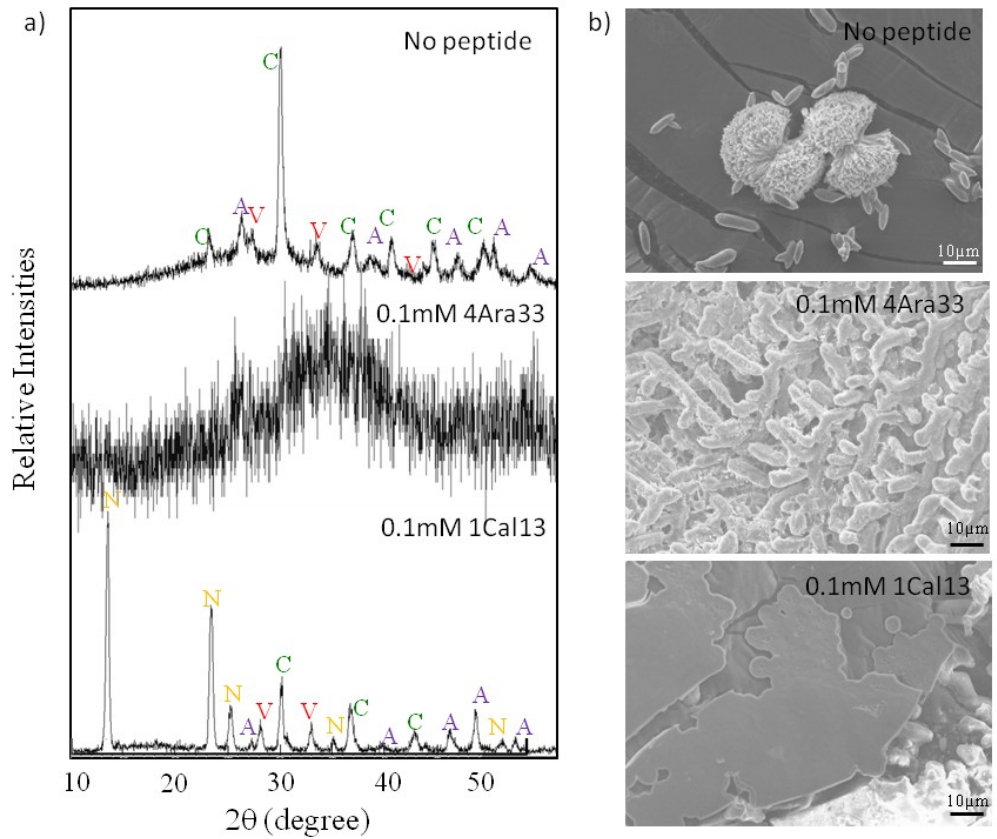 a)
No peptide
C
C
A
V
V
C
A
C
V
C
A
C
A
A
0.1mM 4Ara33
0.1mM 1Cal13
N
N
N
A
V
C
V
N
C
A
C
A
A
N
A
10 20 30 40 50
2θ (degree)
Relative Intensities
b)
No peptide
10μm
0.1mM 4Ara33
10μm
0.1mM 1Cal13
10μm